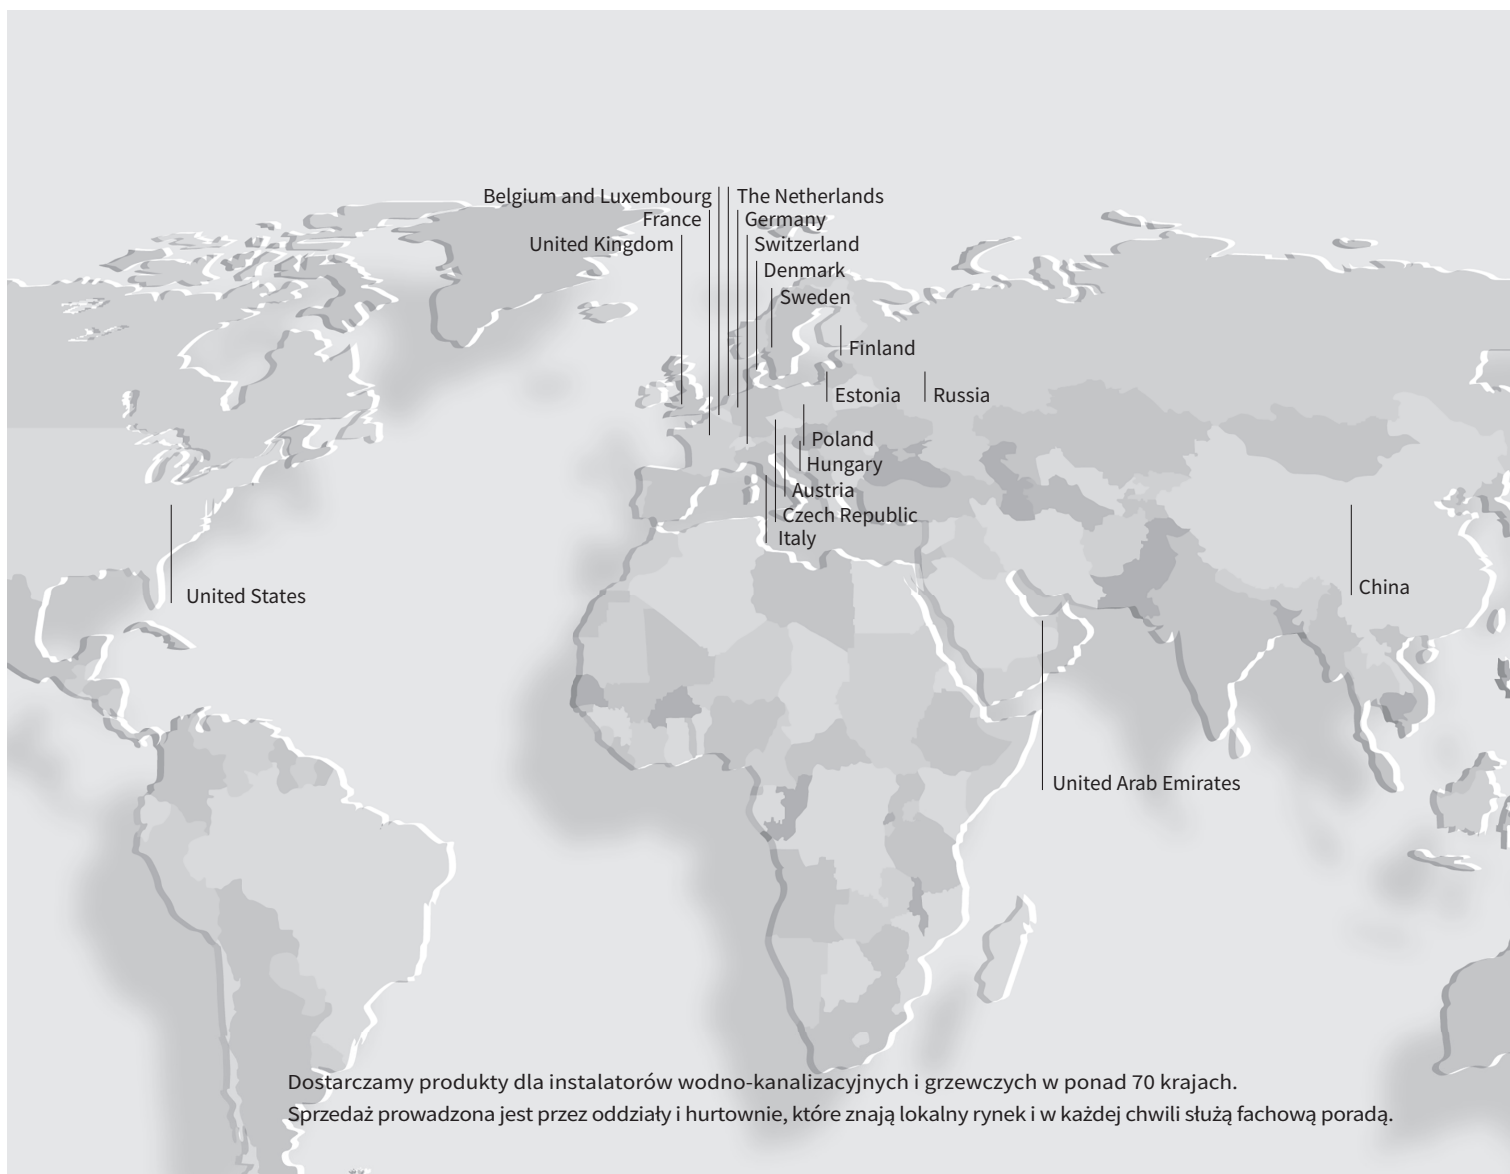 Belgium and Luxembourg
The Netherlands
France
Germany
United Kingdom
Switzerland
Denmark
Sweden
Finland
Estonia
Russia
Poland
Hungary
Austria
Czech Republic
Italy
China
United States
United Arab Emirates
Dostarczamy produkty dla instalatorów wodno-kanalizacyjnych i grzewczych w ponad 70 krajach.
Sprzedaż prowadzona jest przez oddziały i hurtownie, które znają lokalny rynek i w każdej chwili służą fachową poradą.